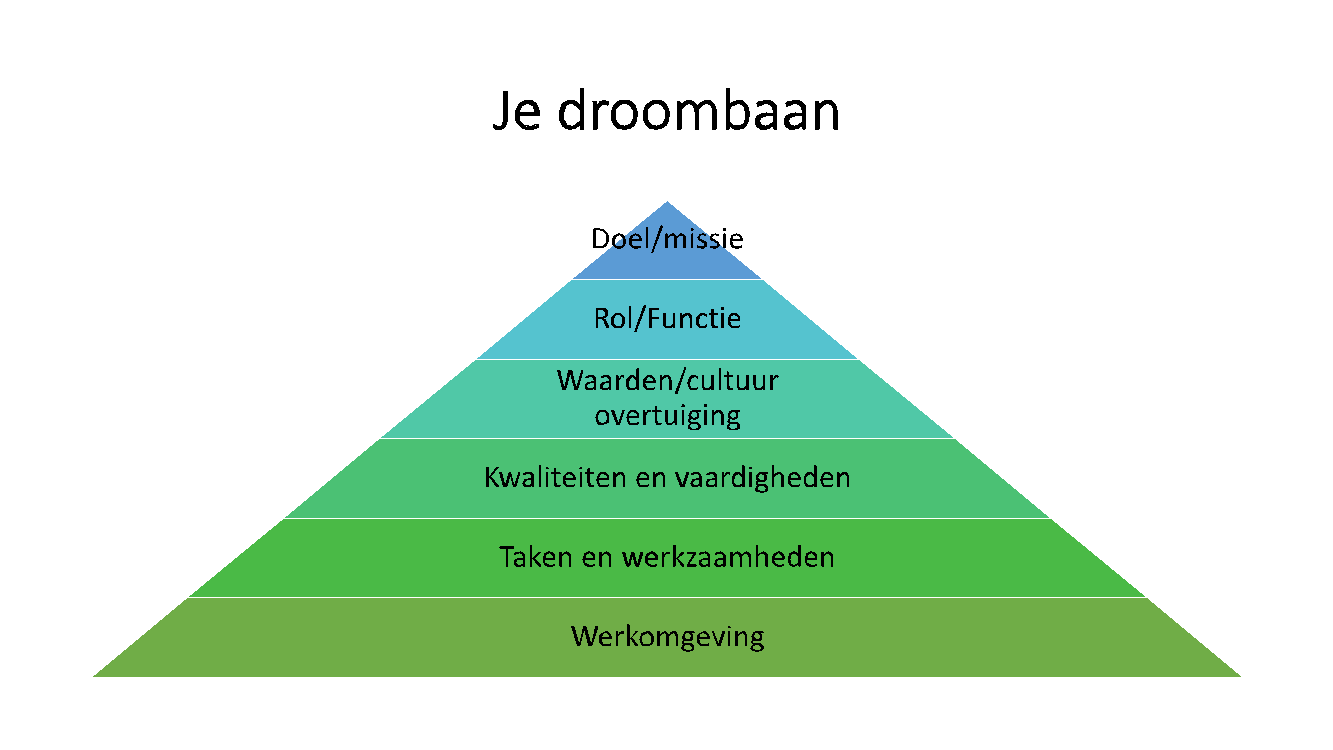 Je droombaan
Doel/missie
Rol/Functie
Waarden/cultuur
overtuiging
Kwaliteiten en vaardigheden
Taken en werkzaamheden
Werkomgeving